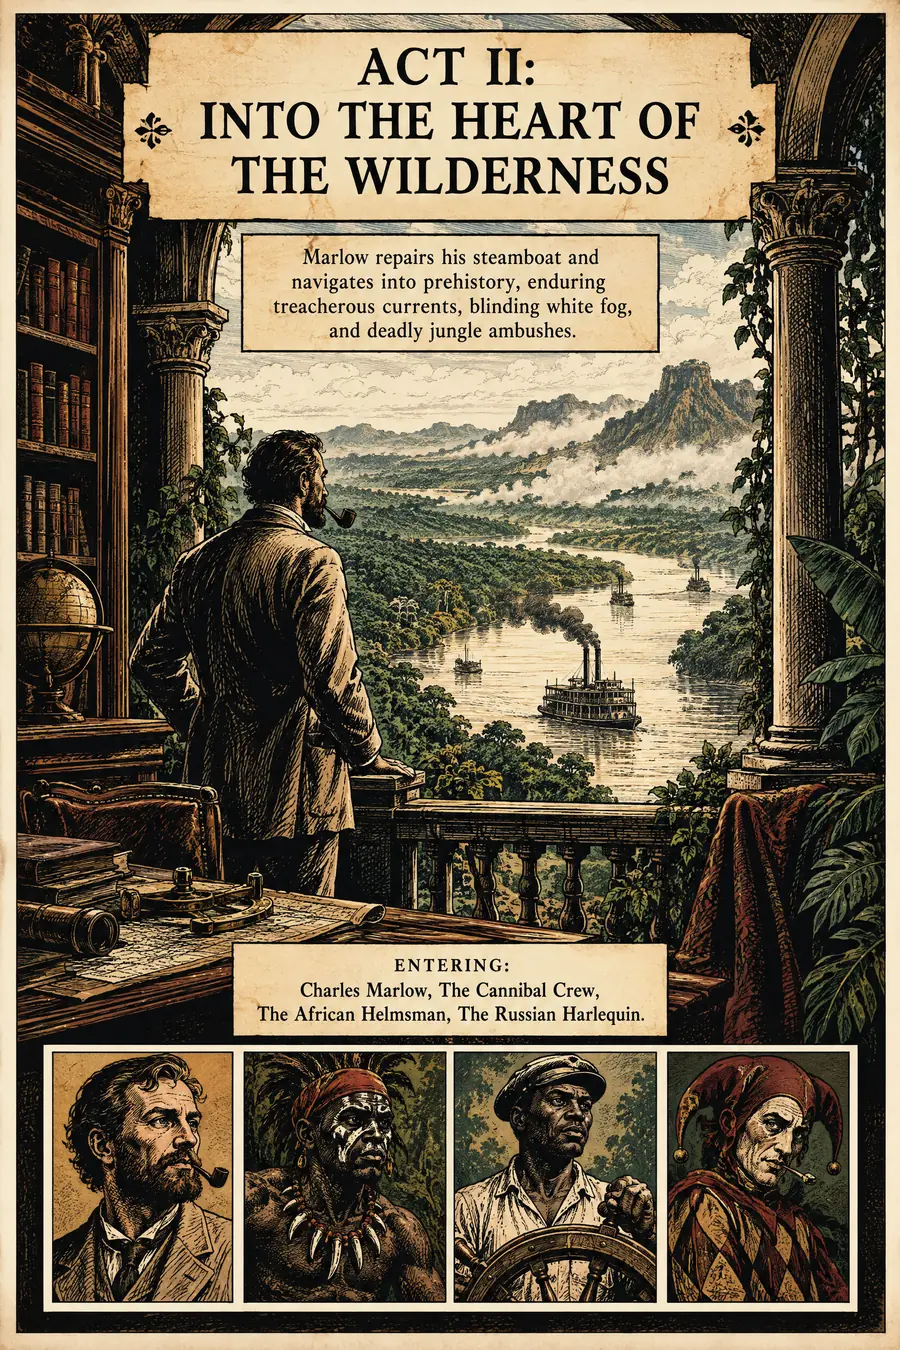 ACT II:
INTO THE HEART OF
THE WILDERNESS
Marlow repairs his steamboat and
navigates into prehistory, enduring
treacherous currents, blinding white fog,
and deadly jungle ambushes.
ENTERING:
Charles Marlow, The Cannibal Crew,
The African Helmsman, The Russian Harlequin.